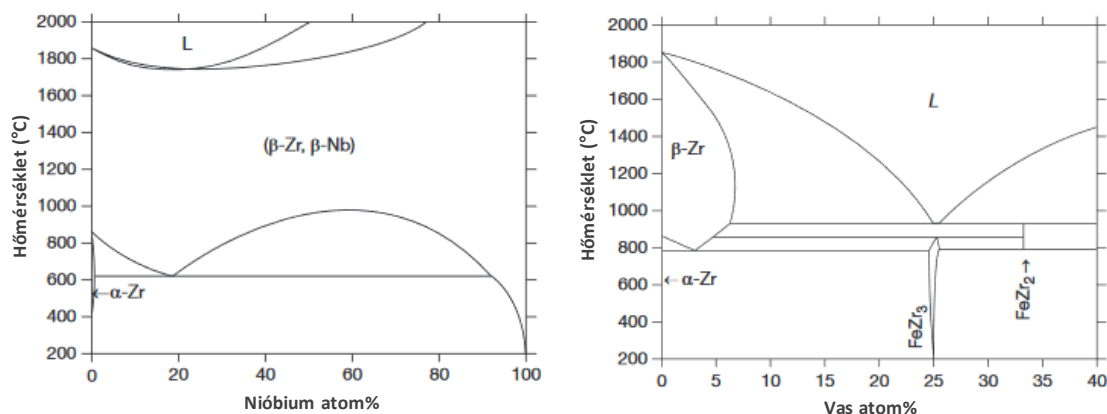 2000
1800
1600
1400
1200
1000
800
600
400
200
0
20
40
60
80
100
Hőmérséklet (°C)
Nióbium atom%
L
(β-Zr, β-Nb)
←α-Zr
2000
1800
1600
1400
1200
1000
800
600
400
200
0
5
10
15
20
25
30
35
40
Hőmérséklet (°C)
Vas atom%
L
β-Zr
← α-Zr
FeZr₃
FeZr₂→